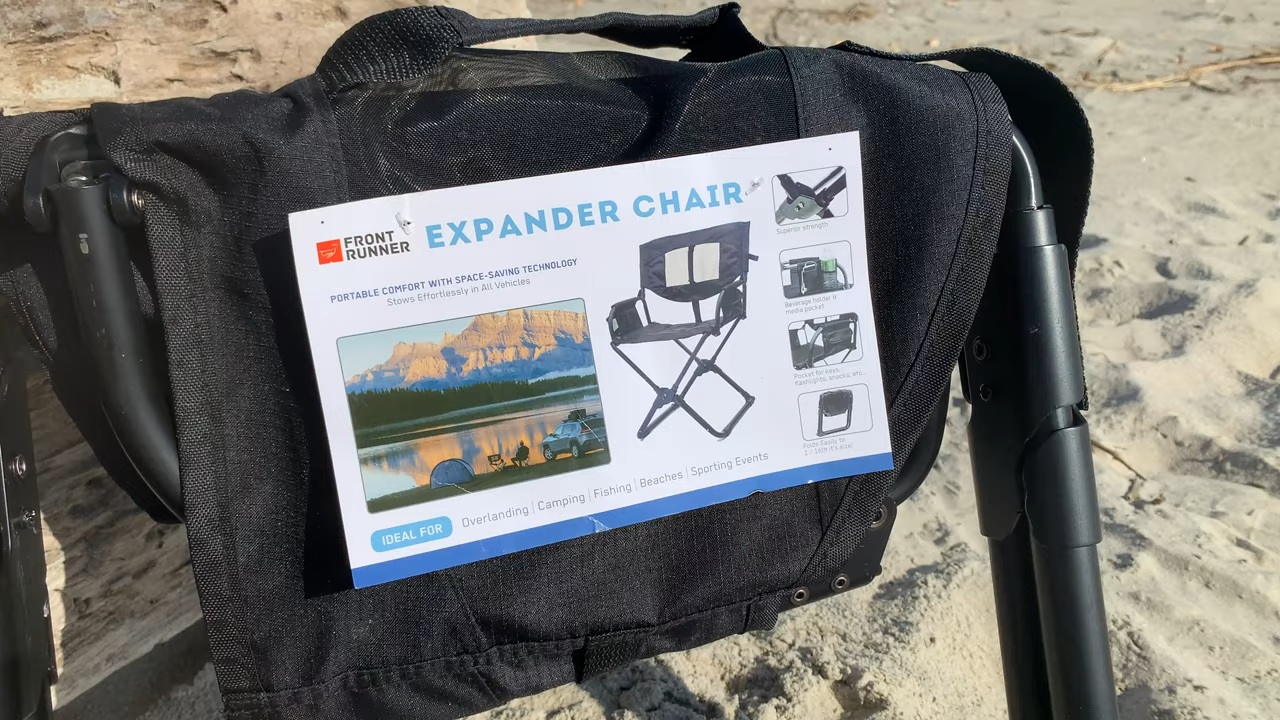 FRONT
RUNNER
EXPANDER CHAIR
PORTABLE COMFORT WITH SPACE-SAVING TECHNOLOGY
Stows Effortlessly in All Vehicles
Superior strength
Beverage holder &
media pocket
Pocket for keys,
flashlights, snacks, etc...
Folds Easily to
1 / 16th it's size!
IDEAL FOR
Overlanding | Camping | Fishing | Beaches | Sporting Events